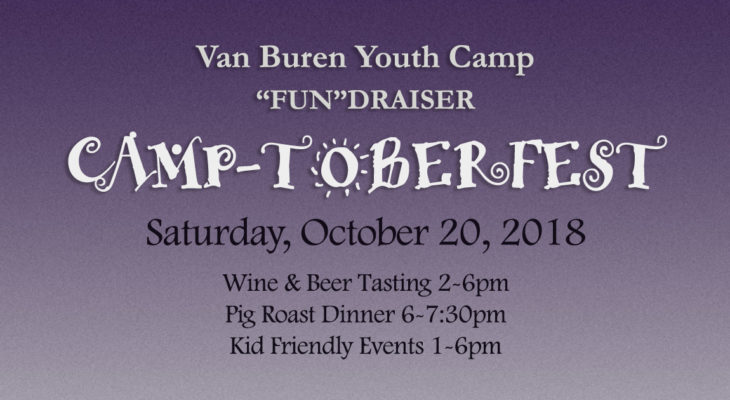 Van Buren Youth Camp
“FUN”DRAISER
CAMP-TOBERFEST
Saturday, October 20, 2018
Wine & Beer Tasting 2-6pm
Pig Roast Dinner 6-7:30pm
Kid Friendly Events 1-6pm